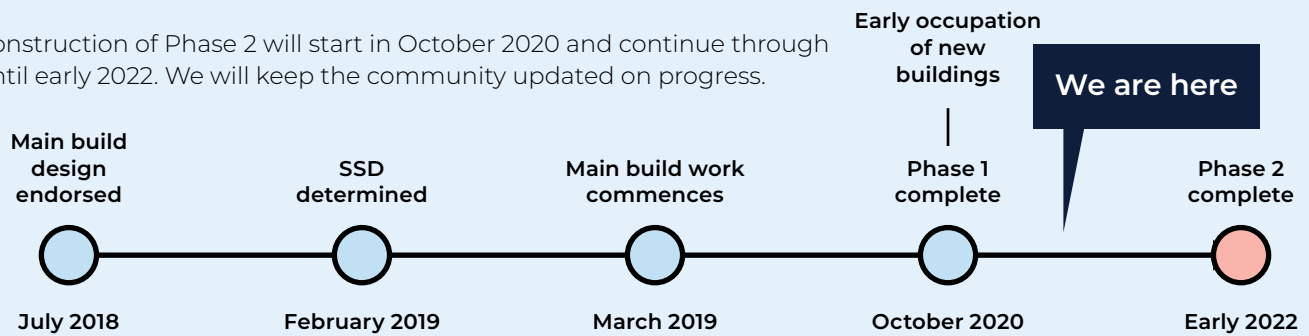 onstruction of Phase 2 will start in October 2020 and continue through
ntil early 2022. We will keep the community updated on progress.
Early occupation
of new
buildings
We are here
Main build
design
endorsed
SSD
determined
Main build work
commences
Phase 1
complete
Phase 2
complete
July 2018
February 2019
March 2019
October 2020
Early 2022